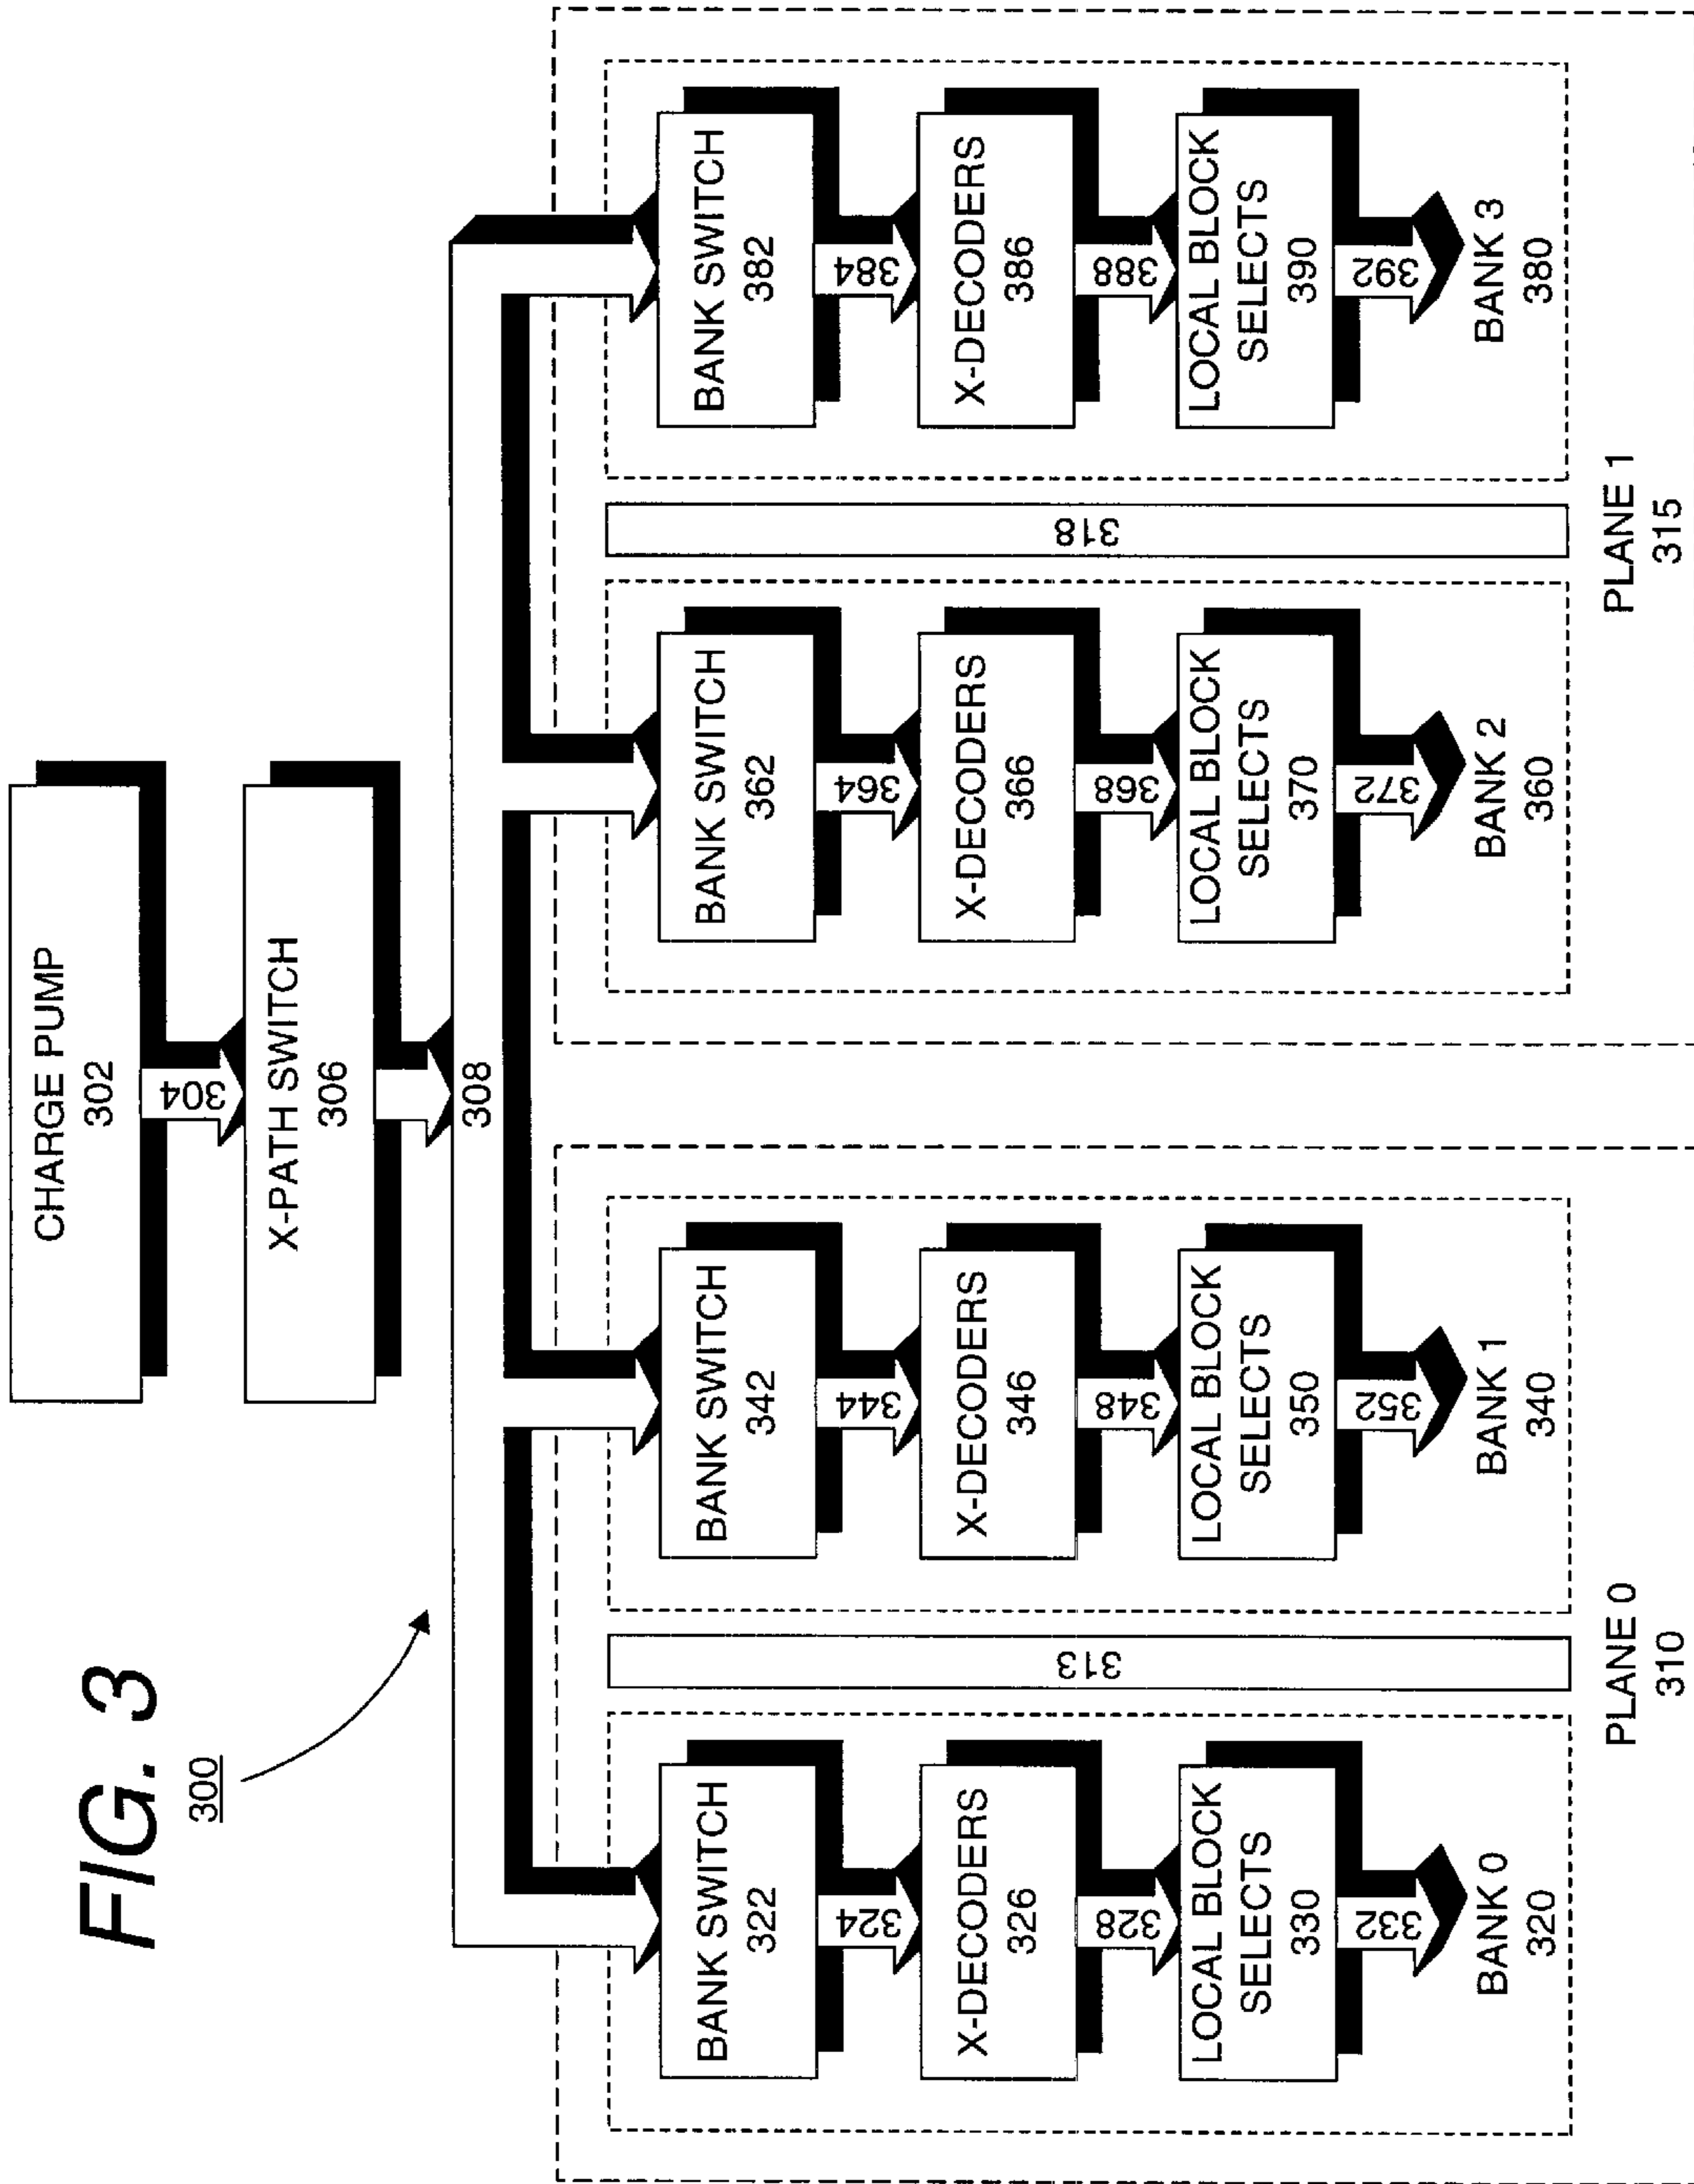 FIG. 3
300
CHARGE PUMP
302
304
X-PATH SWITCH
306
308
BANK SWITCH
322
324
X-DECODERS
326
328
LOCAL BLOCK
SELECTS
330
332
BANK 0
320
313
BANK SWITCH
342
344
X-DECODERS
346
348
LOCAL BLOCK
SELECTS
350
352
BANK 1
340
PLANE 0
310
BANK SWITCH
362
364
X-DECODERS
366
368
LOCAL BLOCK
SELECTS
370
372
BANK 2
360
318
BANK SWITCH
382
384
X-DECODERS
386
388
LOCAL BLOCK
SELECTS
390
392
BANK 3
380
PLANE 1
315